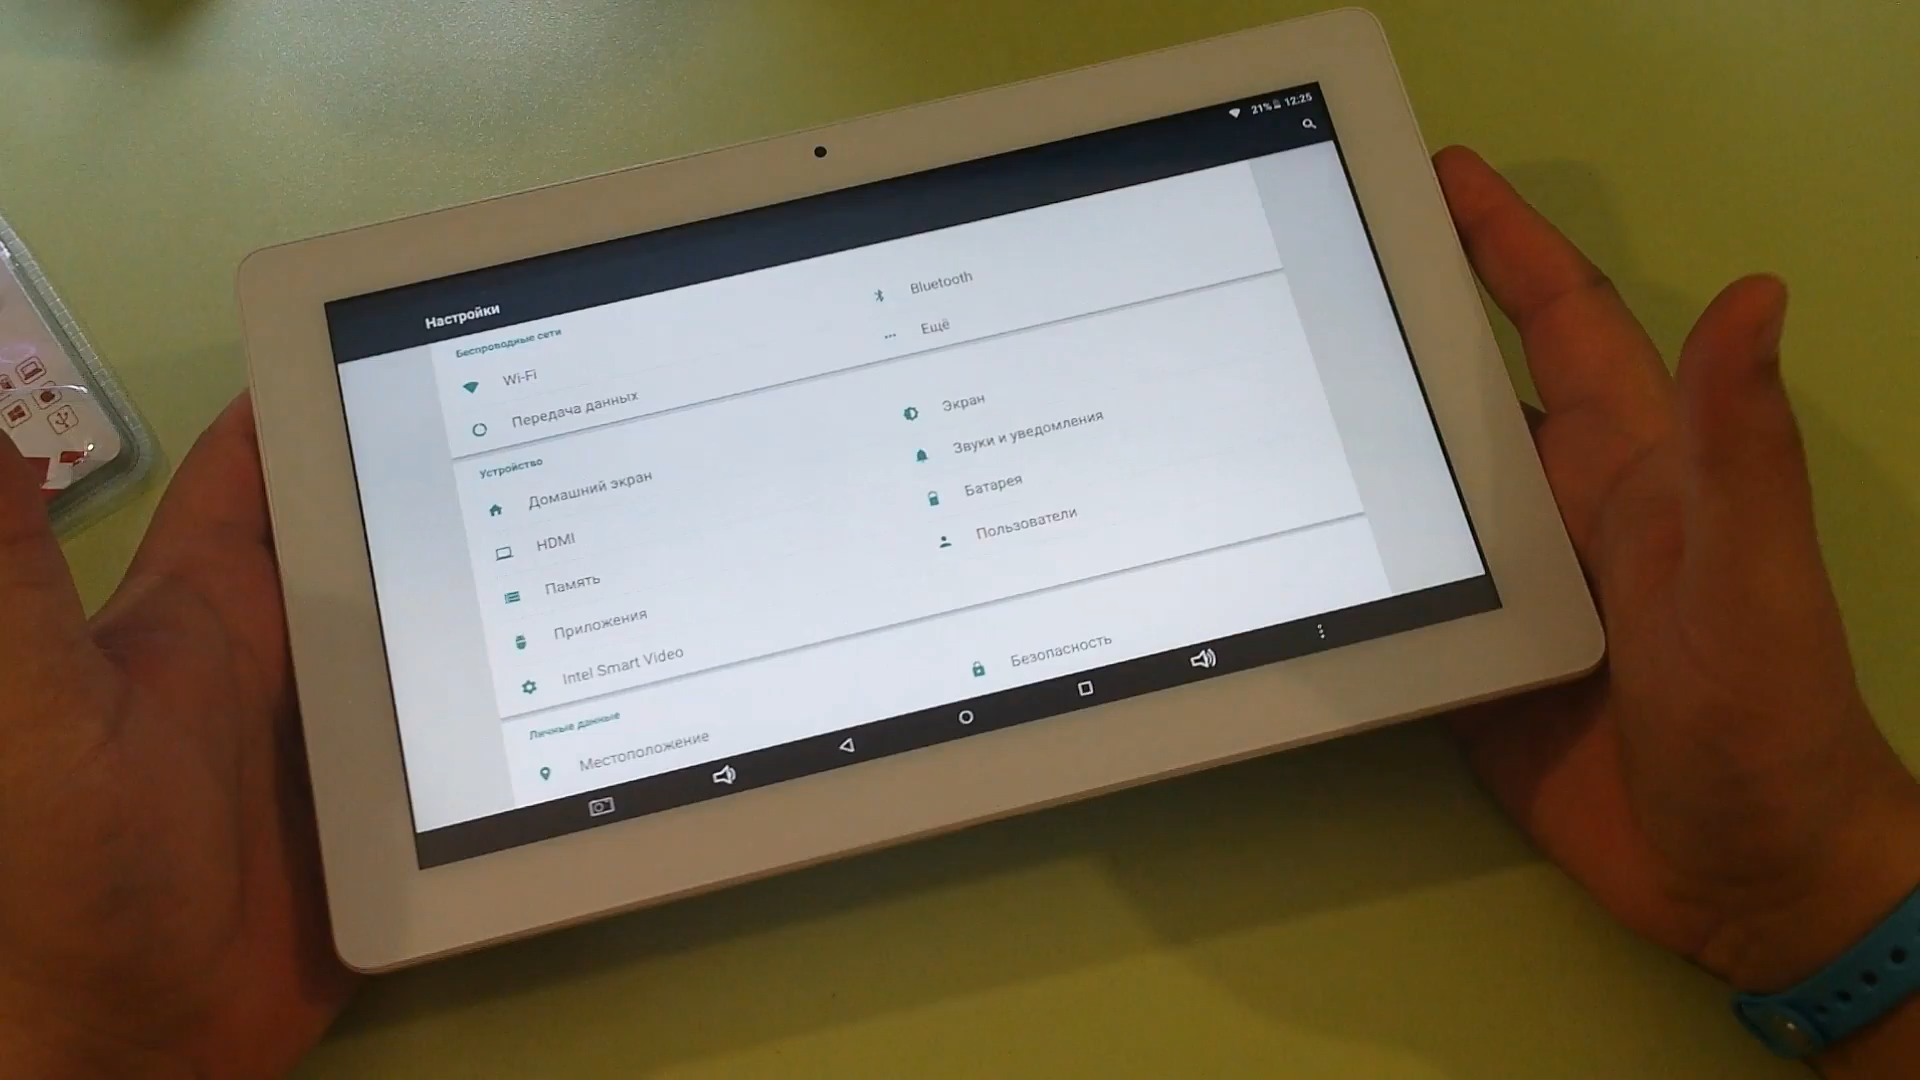 21% 12:25
Настройки
Беспроводные сети
Wi-Fi
Bluetooth
Передача данных
Ещё
Устройство
Домашний экран
Экран
HDMI
Звуки и уведомления
Память
Батарея
Приложения
Пользователи
Intel Smart Video
Личные данные
Местоположение
Безопасность